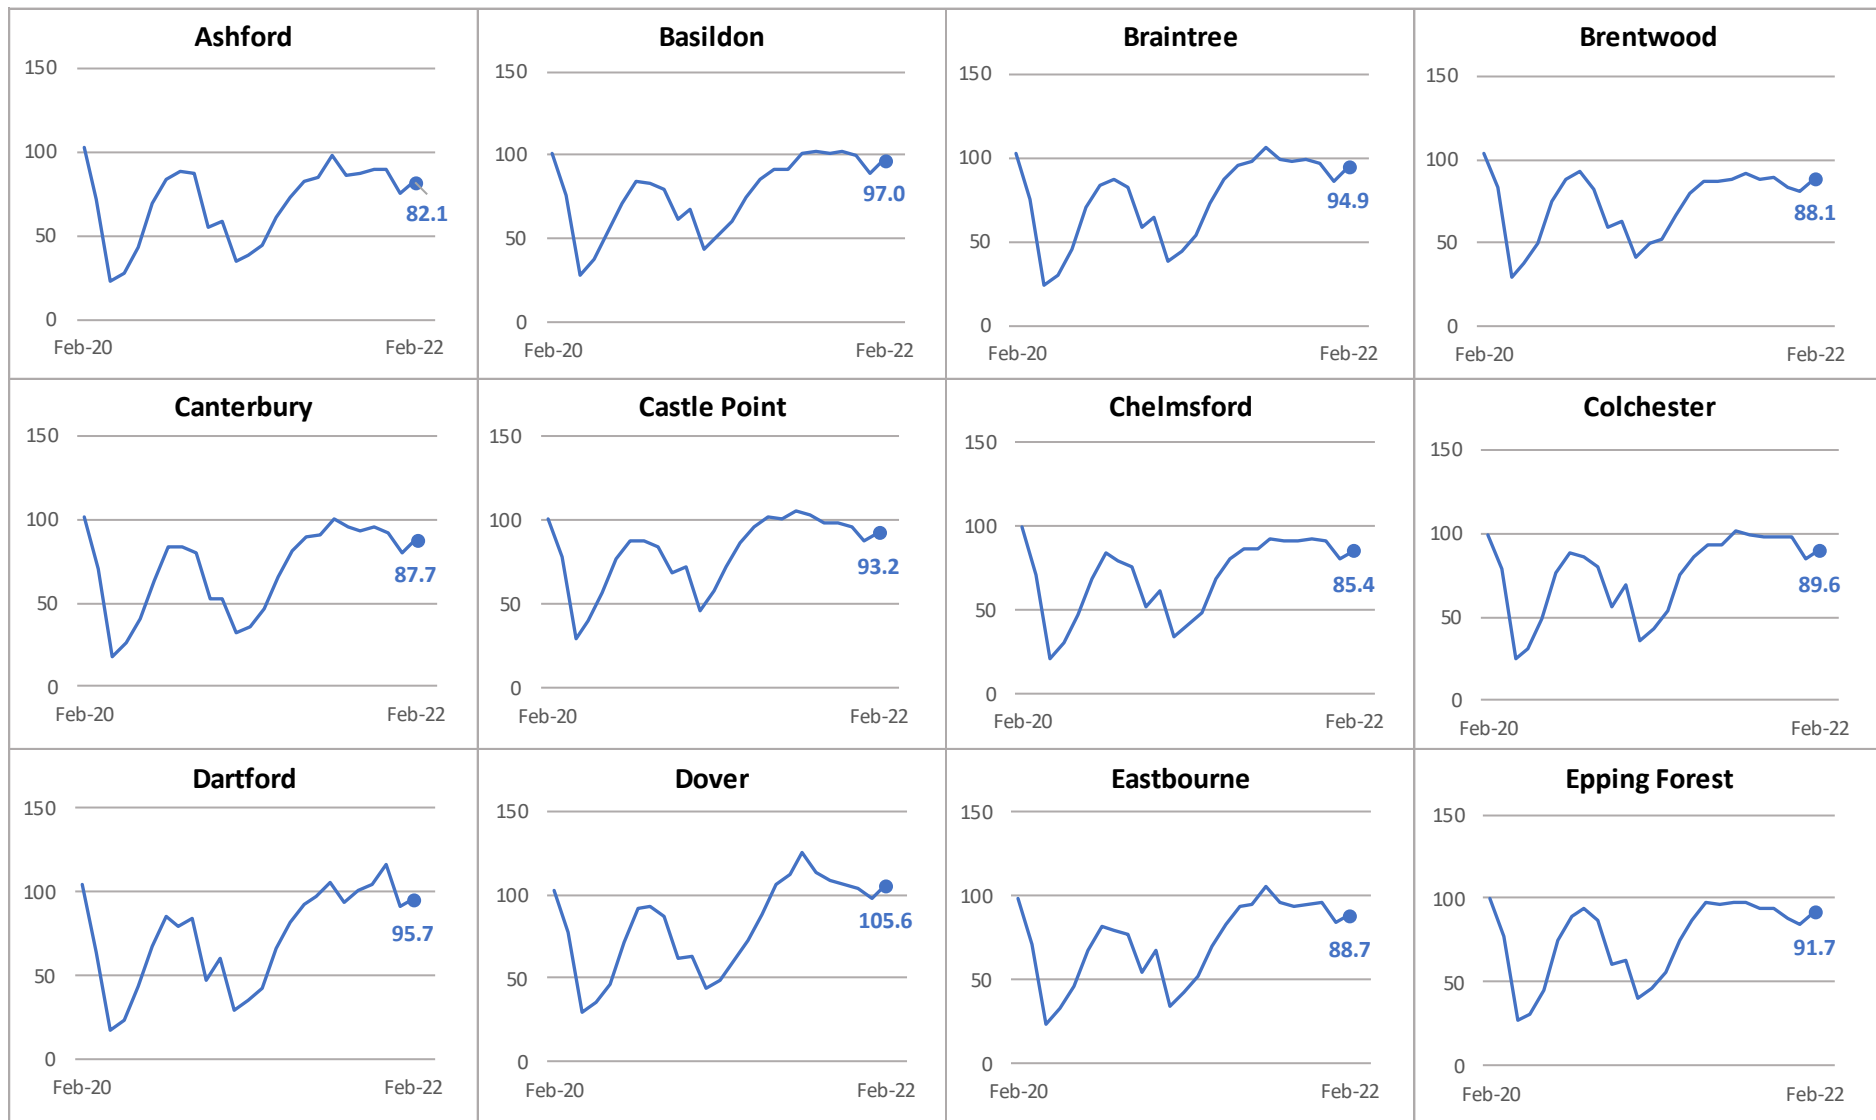 Ashford
150
100
50
0
82.1
Feb-20
Feb-22
Basildon
150
100
50
0
97.0
Feb-20
Feb-22
Braintree
150
100
50
0
94.9
Feb-20
Feb-22
Brentwood
150
100
50
0
88.1
Feb-20
Feb-22
Canterbury
150
100
50
0
87.7
Feb-20
Feb-22
Castle Point
150
100
50
0
93.2
Feb-20
Feb-22
Chelmsford
150
100
50
0
85.4
Feb-20
Feb-22
Colchester
150
100
50
0
89.6
Feb-20
Feb-22
Dartford
150
100
50
0
95.7
Feb-20
Feb-22
Dover
150
100
50
0
105.6
Feb-20
Feb-22
Eastbourne
150
100
50
0
88.7
Feb-20
Feb-22
Epping Forest
150
100
50
0
91.7
Feb-20
Feb-22